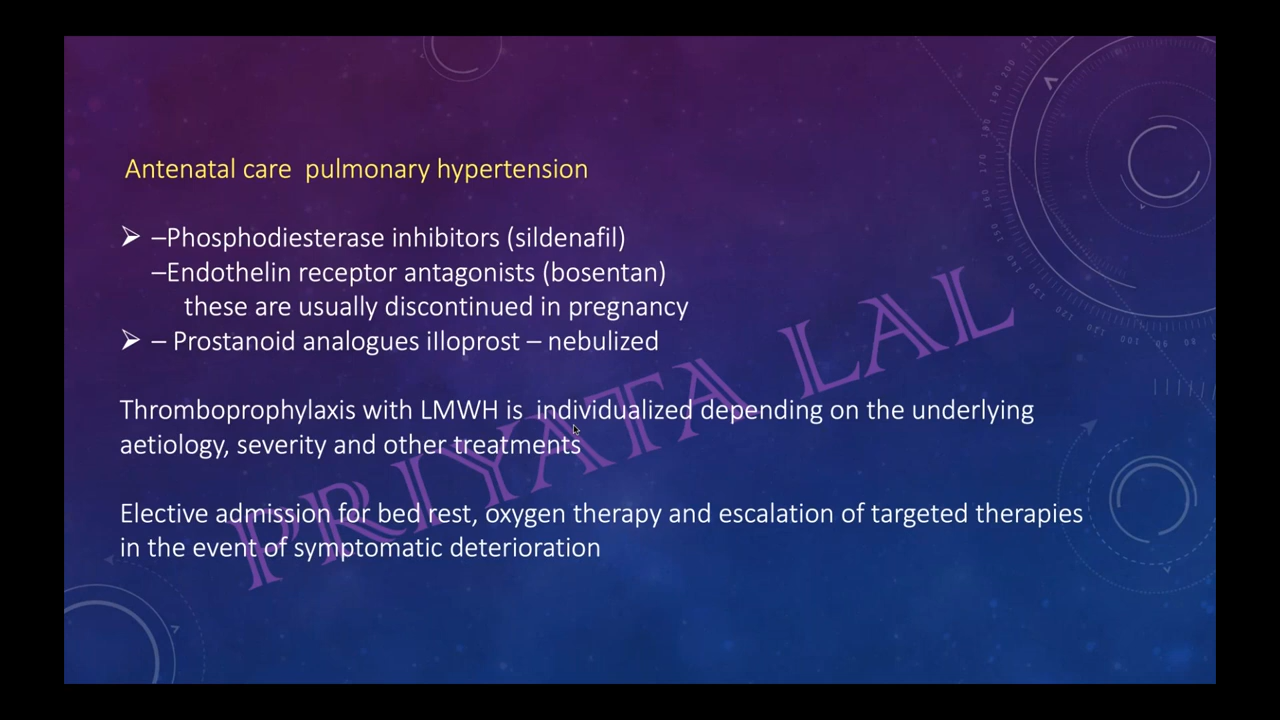 Antenatal care pulmonary hypertension
–Phosphodiesterase inhibitors (sildenafil)
–Endothelin receptor antagonists (bosentan)
these are usually discontinued in pregnancy
– Prostanoid analogues illoprost – nebulized
Thromboprophylaxis with LMWH is individualized depending on the underlying
aetiology, severity and other treatments
Elective admission for bed rest, oxygen therapy and escalation of targeted therapies
in the event of symptomatic deterioration
PRIYATA LAL